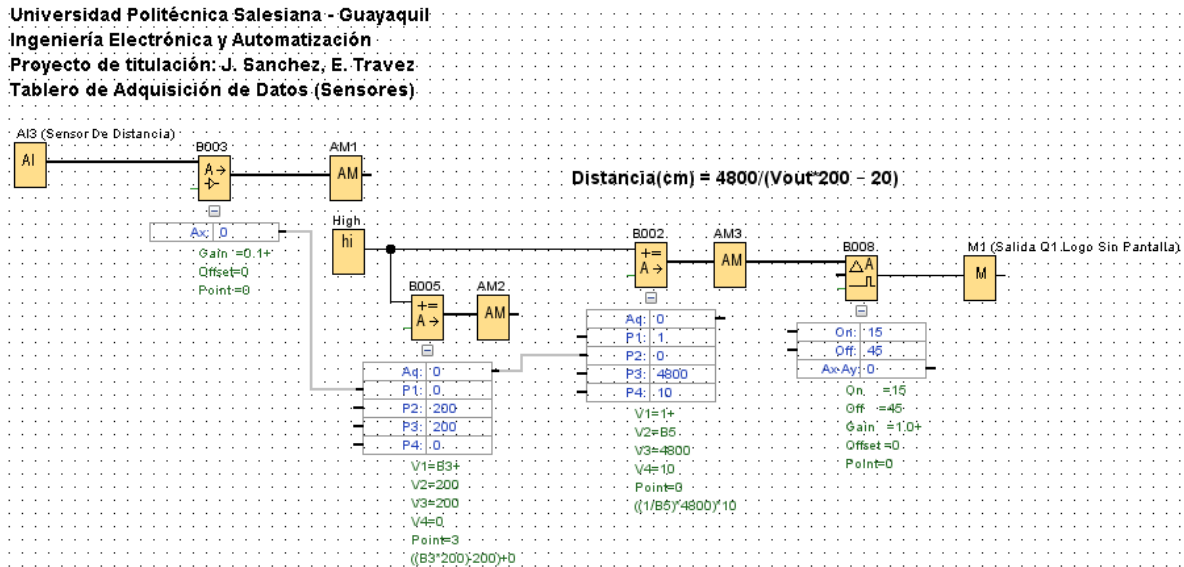 Universidad Politécnica Salesiana - Guayaquil
Ingeniería Electrónica y Automatización
Proyecto de titulación: J. Sanchez, E. Travez
Tablero de Adquisición de Datos (Sensores)
AI3 (Sensor De Distancia)
AI
B003
A→
AM1
AM
Ax: 0
Gain =0.1+
Offset=0
Point=0
Distancia(cm) = 4800/(Vout*200 - 20)
High
hi
B005
+=
A→
AM2
AM
Aq: 0
P1: 0
P2: 200
P3: 200
P4: 0
V1=B3+
V2=200
V3=200
V4=0
Point=3
((B3*200)-200)+0
B002
+=
A→
AM3
AM
Aq: 0
P1: 1
P2: 0
P3: 4800
P4: 10
V1=1+
V2=B5
V3=4800
V4=10
Point=0
((1/B5)*4800)*10
B008
△A
M1 (Salida Q1 Logo Sin Pantalla)
M
On: 15
Off: 45
Ax-Ay: 0
On =15
Off =45
Gain =1.0+
Offset=0
Point=0